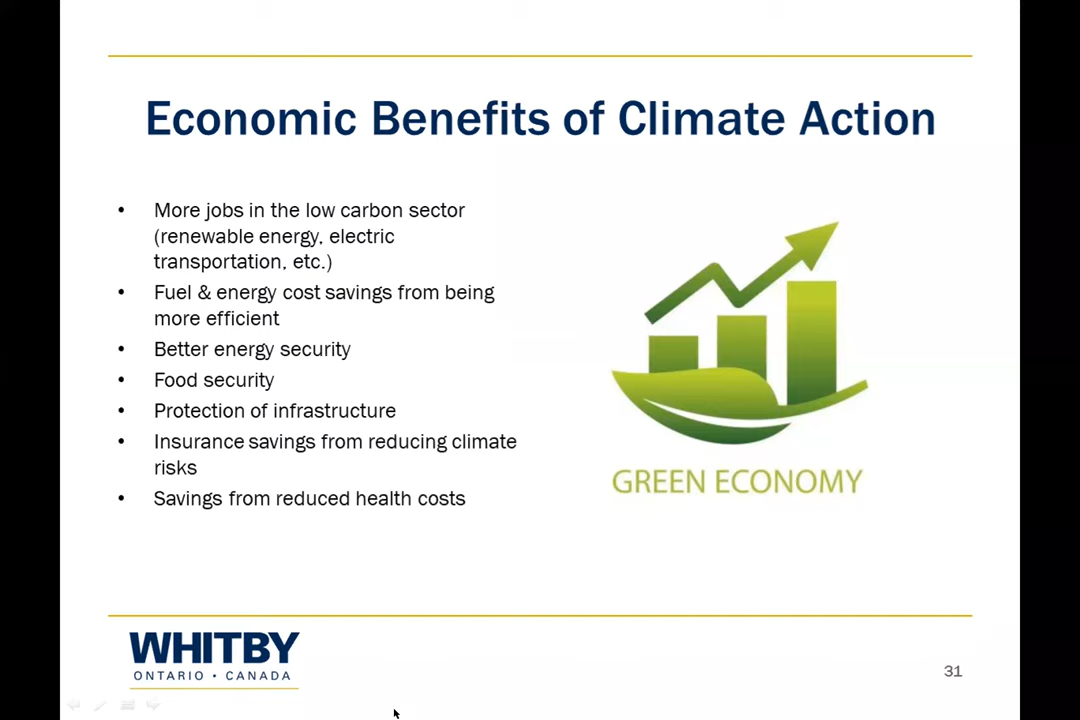 Economic Benefits of Climate Action
• More jobs in the low carbon sector
(renewable energy, electric
transportation, etc.)
• Fuel & energy cost savings from being
more efficient
• Better energy security
• Food security
• Protection of infrastructure
• Insurance savings from reducing climate
risks
• Savings from reduced health costs
GREEN ECONOMY
WHITBY
ONTARIO • CANADA
31